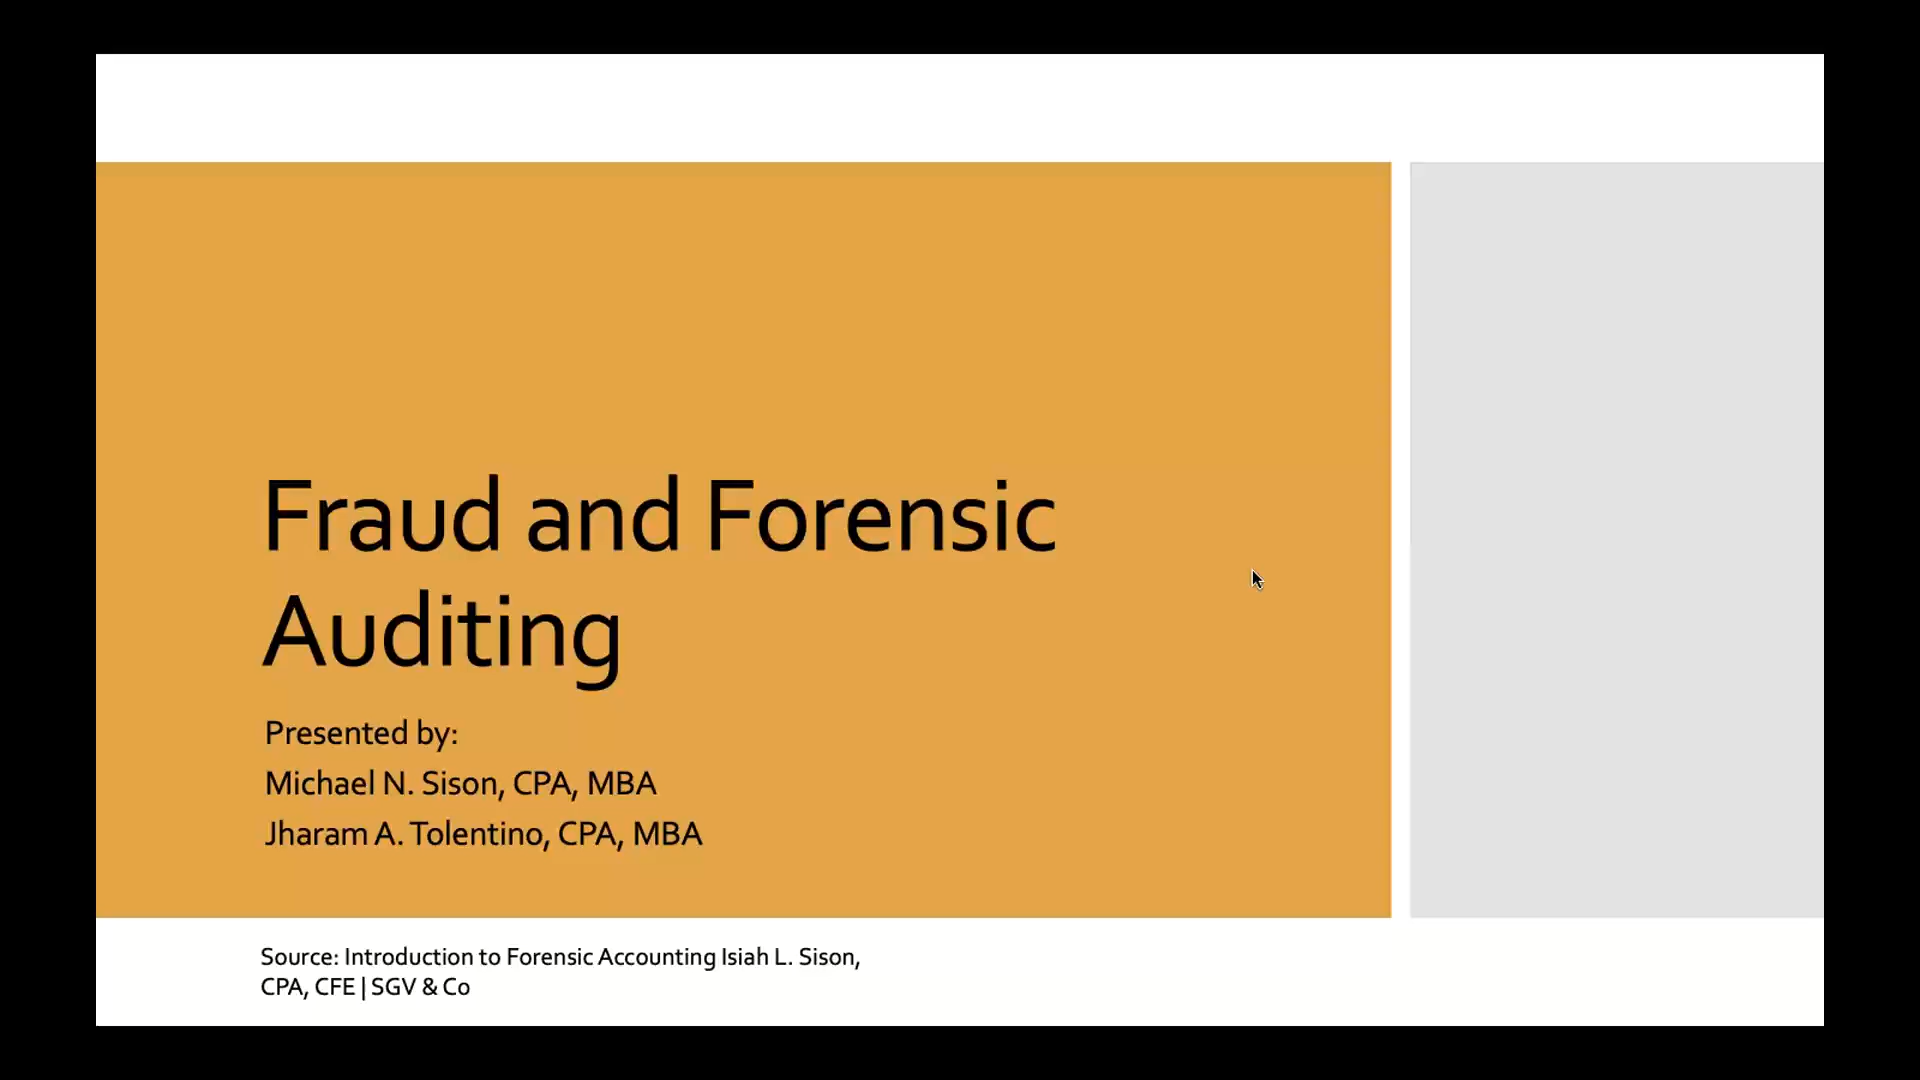 Fraud and Forensic
Auditing
Presented by:
Michael N. Sison, CPA, MBA
Jharam A. Tolentino, CPA, MBA
Source: Introduction to Forensic Accounting Isiah L. Sison,
CPA, CFE | SGV & Co